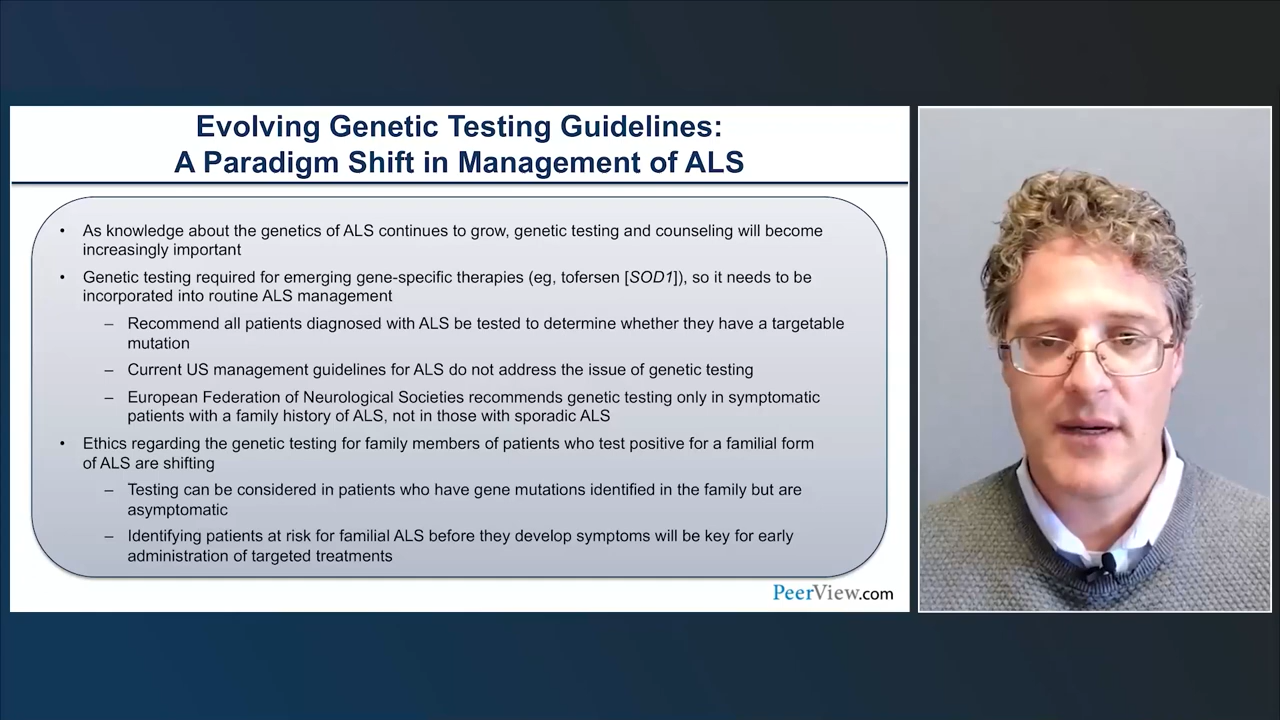 Evolving Genetic Testing Guidelines:
A Paradigm Shift in Management of ALS
• As knowledge about the genetics of ALS continues to grow, genetic testing and counseling will become
increasingly important
• Genetic testing required for emerging gene-specific therapies (eg, tofersen [SOD1]), so it needs to be
incorporated into routine ALS management
– Recommend all patients diagnosed with ALS be tested to determine whether they have a targetable
mutation
– Current US management guidelines for ALS do not address the issue of genetic testing
– European Federation of Neurological Societies recommends genetic testing only in symptomatic
patients with a family history of ALS, not in those with sporadic ALS
• Ethics regarding the genetic testing for family members of patients who test positive for a familial form
of ALS are shifting
– Testing can be considered in patients who have gene mutations identified in the family but are
asymptomatic
– Identifying patients at risk for familial ALS before they develop symptoms will be key for early
administration of targeted treatments
PeerView.com